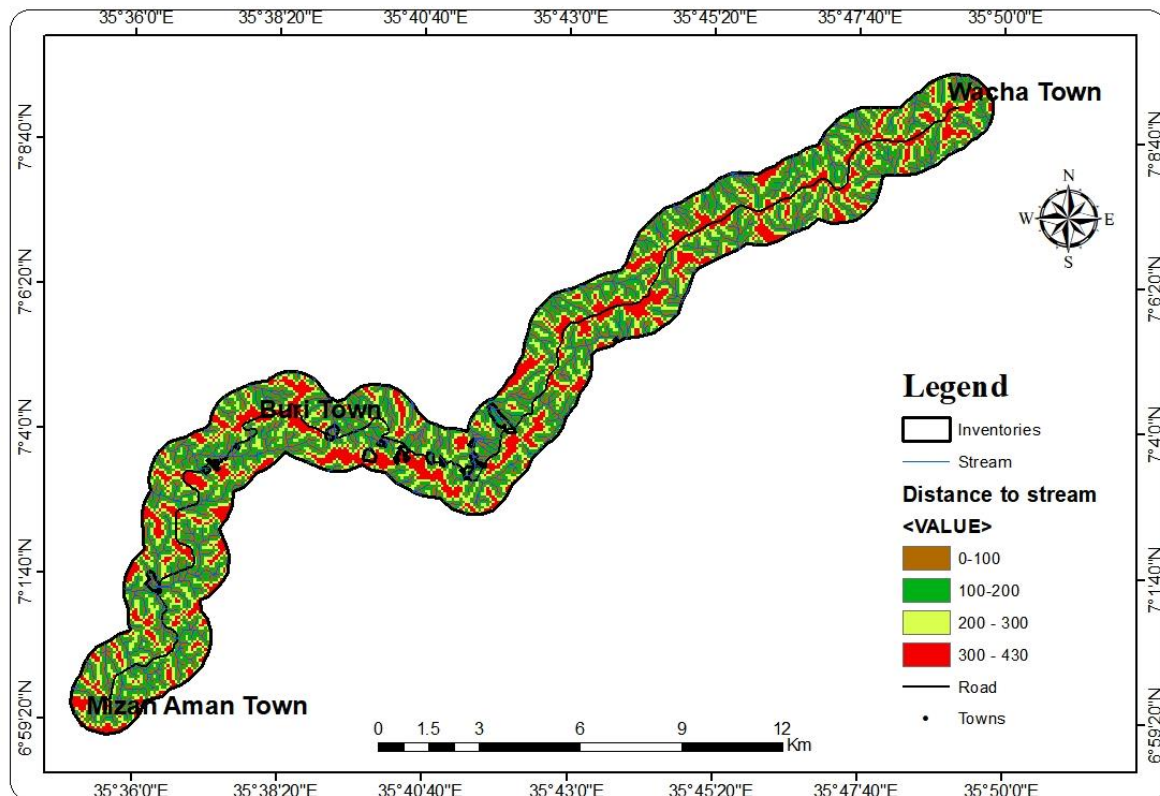 35°36'0"E 35°38'20"E 35°40'40"E 35°43'0"E 35°45'20"E 35°47'40"E 35°50'0"E
Wacha Town
7°8'40"N
7°8'40"N
N
W E
S
7°6'20"N
7°6'20"N
Legend
Inventories
Buri Town
7°4'0"N
7°4'0"N
Stream
Distance to stream
<VALUE>
0-100
7°1'40"N
7°1'40"N
100-200
200 - 300
300 - 430
Road
Mizan Aman Town
Towns
6°59'20"N
6°59'20"N
0 1.5 3 6 9 12
Km
35°36'0"E 35°38'20"E 35°40'40"E 35°43'0"E 35°45'20"E 35°47'40"E 35°50'0"E